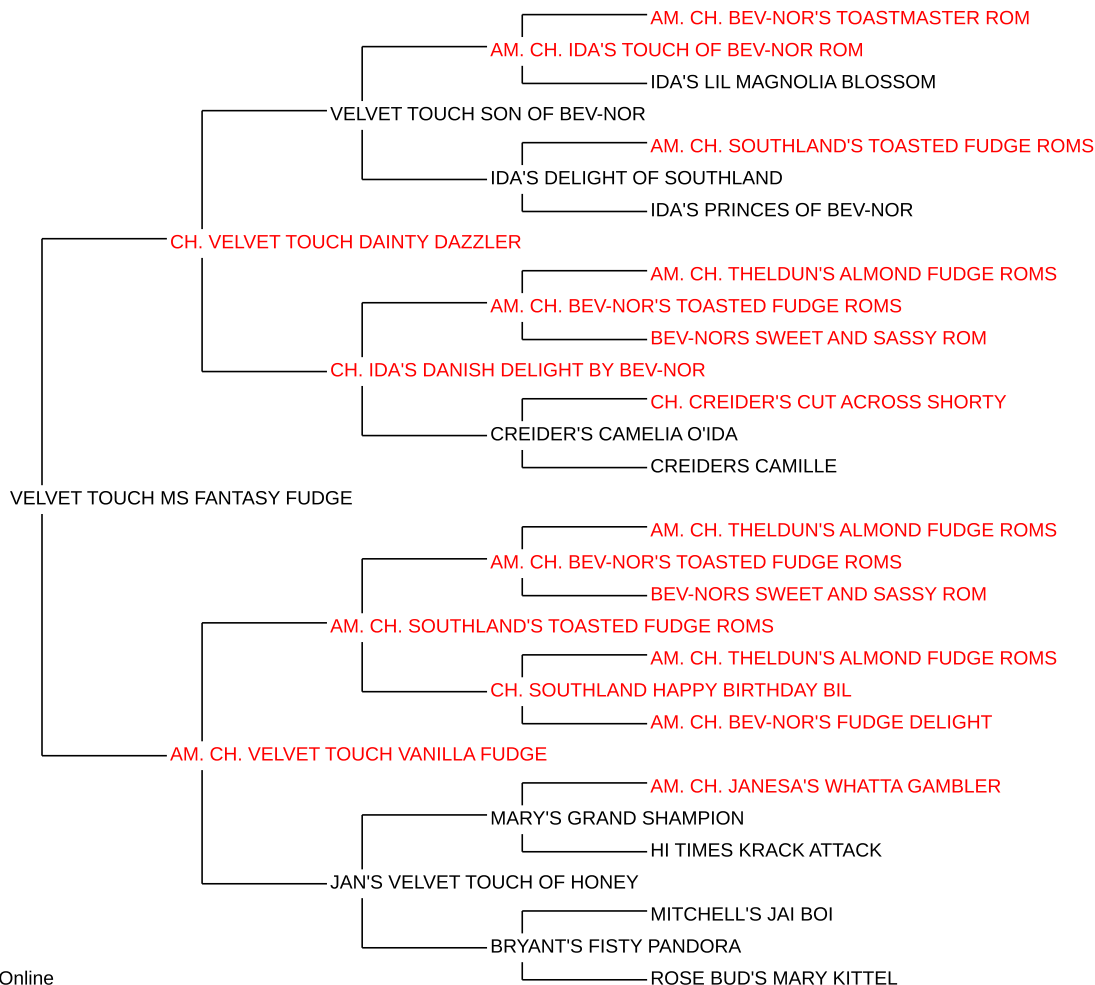 AM. CH. BEV-NOR'S TOASTMASTER ROM
AM. CH. IDA'S TOUCH OF BEV-NOR ROM
IDA'S LIL MAGNOLIA BLOSSOM
VELVET TOUCH SON OF BEV-NOR
AM. CH. SOUTHLAND'S TOASTED FUDGE ROMS
IDA'S DELIGHT OF SOUTHLAND
IDA'S PRINCES OF BEV-NOR
CH. VELVET TOUCH DAINTY DAZZLER
AM. CH. THELDUN'S ALMOND FUDGE ROMS
AM. CH. BEV-NOR'S TOASTED FUDGE ROMS
BEV-NORS SWEET AND SASSY ROM
CH. IDA'S DANISH DELIGHT BY BEV-NOR
CH. CREIDER'S CUT ACROSS SHORTY
CREIDER'S CAMELIA O'IDA
CREIDERS CAMILLE
VELVET TOUCH MS FANTASY FUDGE
AM. CH. THELDUN'S ALMOND FUDGE ROMS
AM. CH. BEV-NOR'S TOASTED FUDGE ROMS
BEV-NORS SWEET AND SASSY ROM
AM. CH. SOUTHLAND'S TOASTED FUDGE ROMS
AM. CH. THELDUN'S ALMOND FUDGE ROMS
CH. SOUTHLAND HAPPY BIRTHDAY BIL
AM. CH. BEV-NOR'S FUDGE DELIGHT
AM. CH. VELVET TOUCH VANILLA FUDGE
AM. CH. JANESA'S WHATTA GAMBLER
MARY'S GRAND SHAMPION
HI TIMES KRACK ATTACK
JAN'S VELVET TOUCH OF HONEY
MITCHELL'S JAI BOI
BRYANT'S FISTY PANDORA
ROSE BUD'S MARY KITTEL
Online